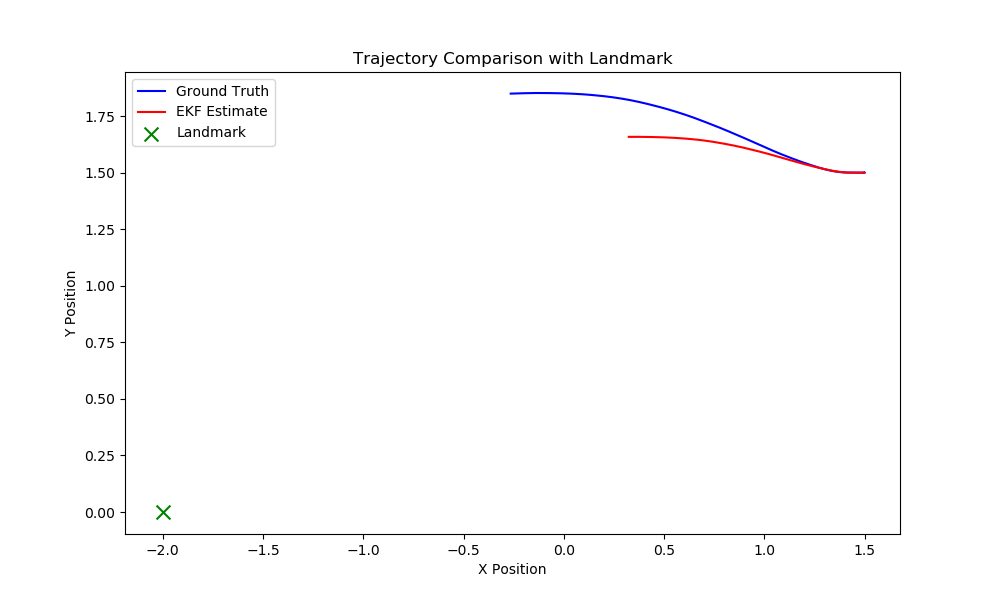 Trajectory Comparison with Landmark
Ground Truth
EKF Estimate
Landmark
Y Position
1.75
1.50
1.25
1.00
0.75
0.50
0.25
0.00
−2.0 −1.5 −1.0 −0.5 0.0 0.5 1.0 1.5
X Position